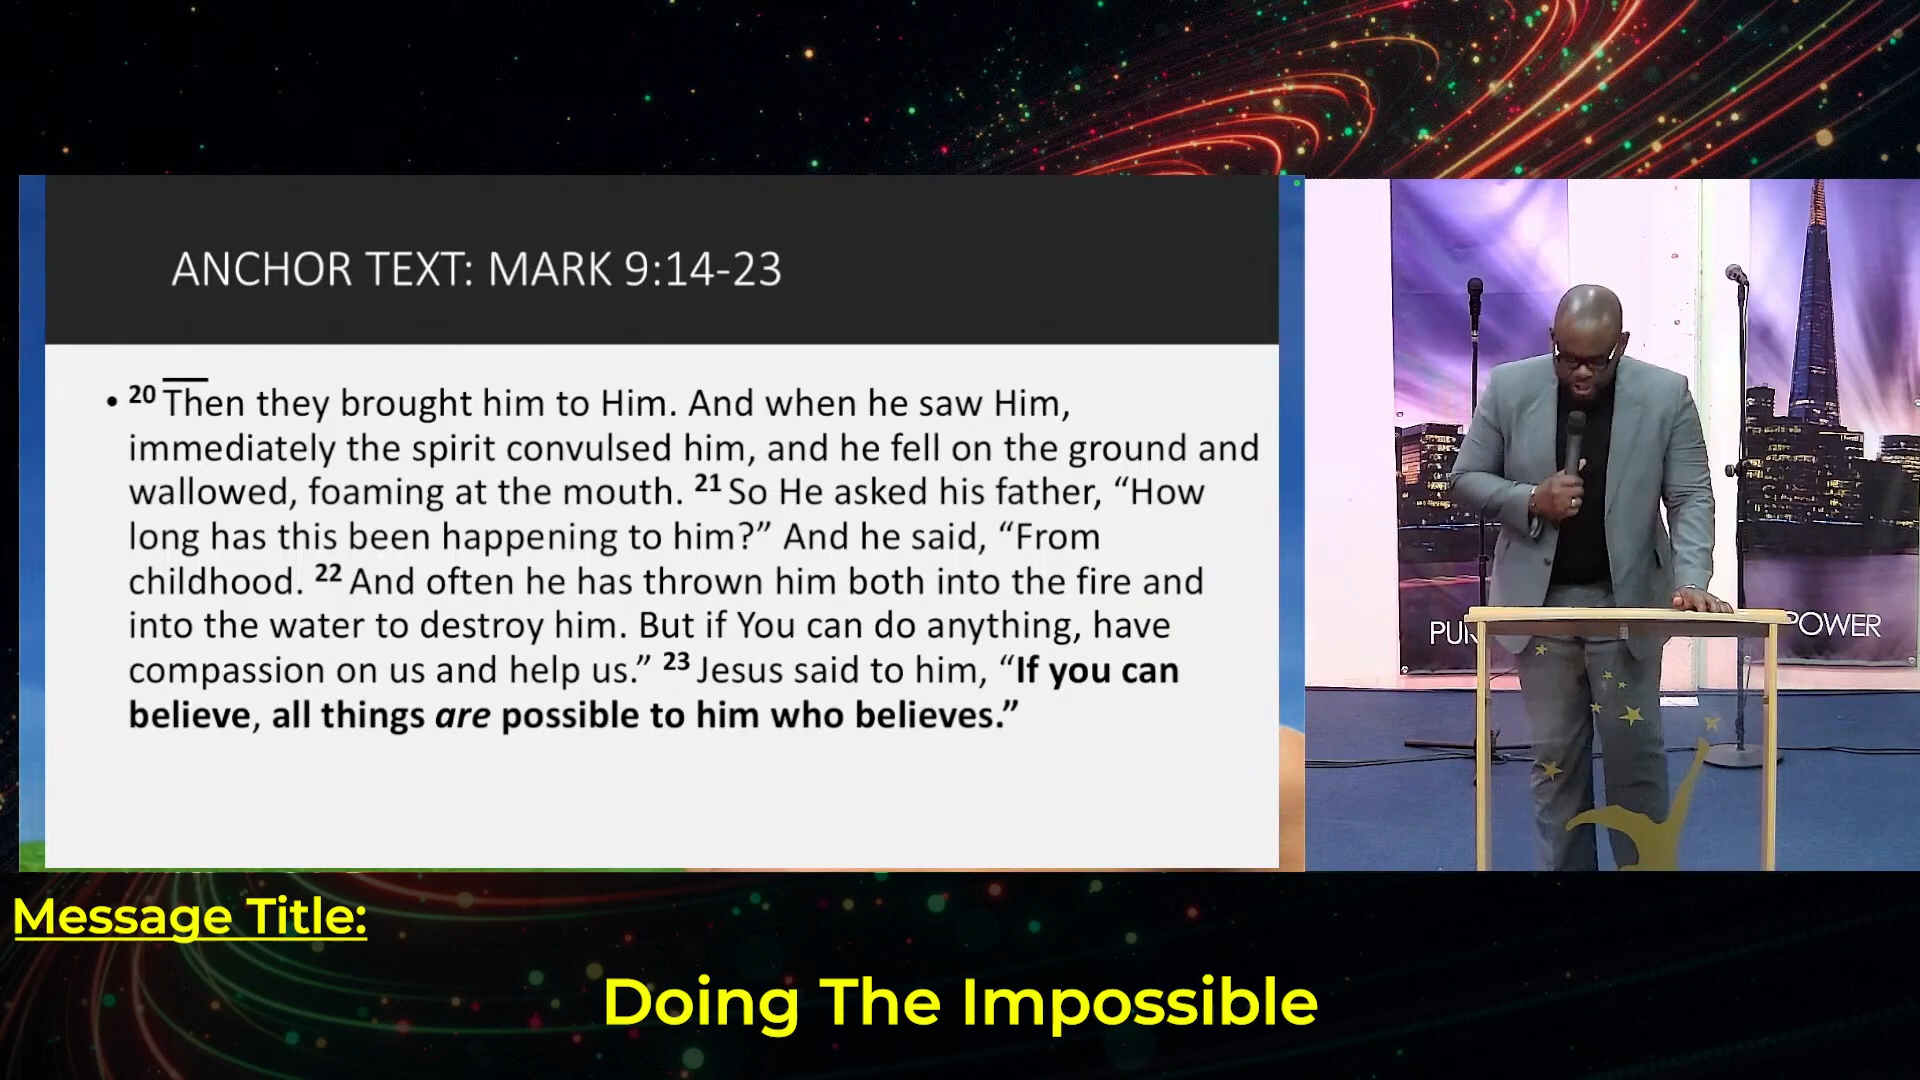 ANCHOR TEXT: MARK 9:14-23
• 20 Then they brought him to Him. And when he saw Him,
immediately the spirit convulsed him, and he fell on the ground and
wallowed, foaming at the mouth. 21 So He asked his father, “How
long has this been happening to him?” And he said, “From
childhood. 22 And often he has thrown him both into the fire and
into the water to destroy him. But if You can do anything, have
compassion on us and help us.” 23 Jesus said to him, “If you can
believe, all things are possible to him who believes.”
POWER
Message Title:
Doing The Impossible